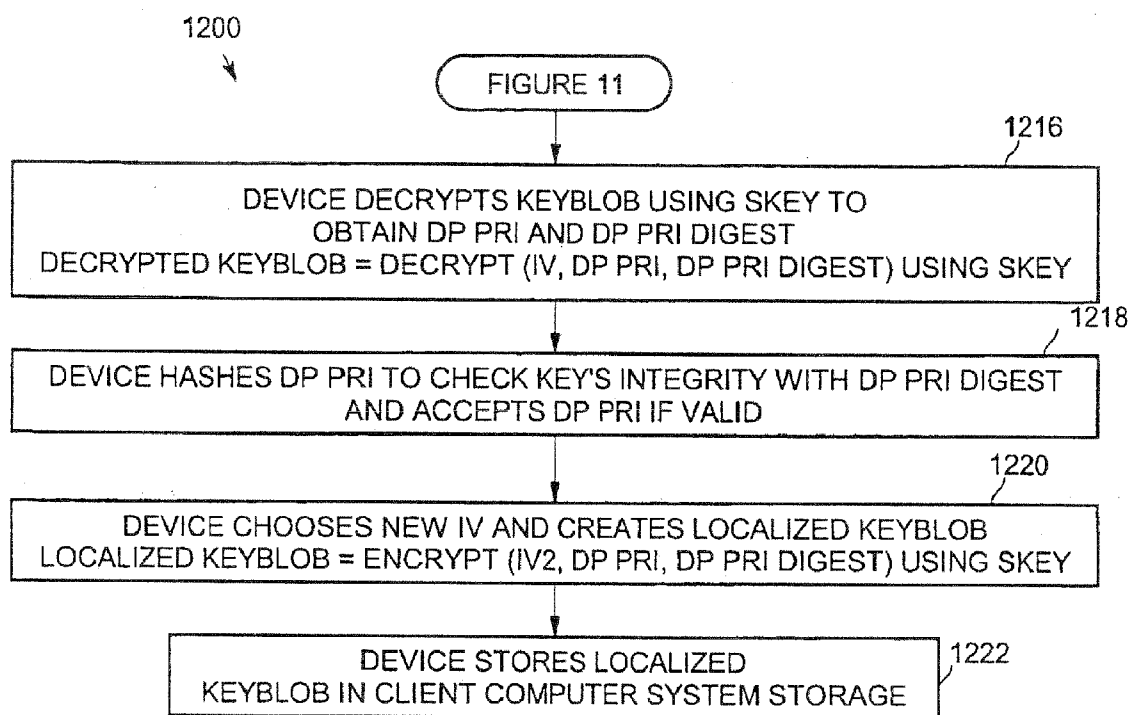 1200
FIGURE 11
1216
DEVICE DECRYPTS KEYBLOB USING SKEY TO
OBTAIN DP PRI AND DP PRI DIGEST
DECRYPTED KEYBLOB = DECRYPT (IV, DP PRI, DP PRI DIGEST) USING SKEY
1218
DEVICE HASHES DP PRI TO CHECK KEY'S INTEGRITY WITH DP PRI DIGEST
AND ACCEPTS DP PRI IF VALID
1220
DEVICE CHOOSES NEW IV AND CREATES LOCALIZED KEYBLOB
LOCALIZED KEYBLOB = ENCRYPT (IV2, DP PRI, DP PRI DIGEST) USING SKEY
1222
DEVICE STORES LOCALIZED
KEYBLOB IN CLIENT COMPUTER SYSTEM STORAGE